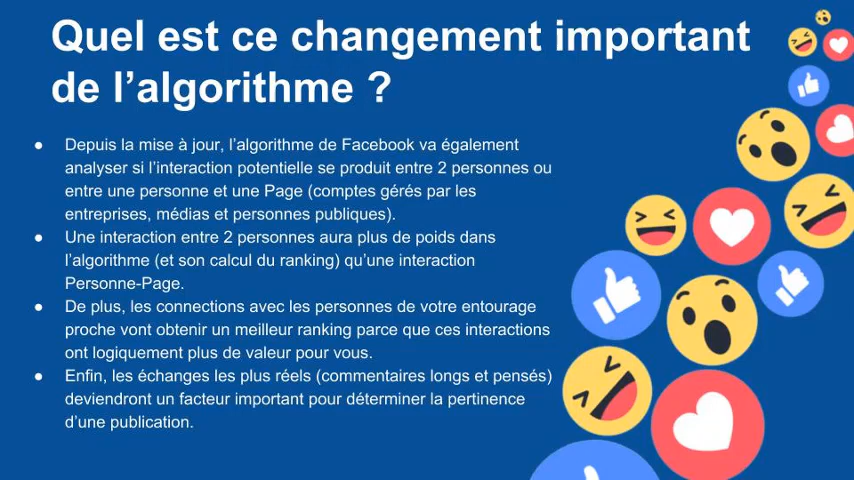 Quel est ce changement important
de l’algorithme ?
● Depuis la mise à jour, l’algorithme de Facebook va également
analyser si l’interaction potentielle se produit entre 2 personnes ou
entre une personne et une Page (comptes gérés par les
entreprises, médias et personnes publiques).
● Une interaction entre 2 personnes aura plus de poids dans
l’algorithme (et son calcul du ranking) qu’une interaction
Personne-Page.
● De plus, les connections avec les personnes de votre entourage
proche vont obtenir un meilleur ranking parce que ces interactions
ont logiquement plus de valeur pour vous.
● Enfin, les échanges les plus réels (commentaires longs et pensés)
deviendront un facteur important pour déterminer la pertinence
d’une publication.